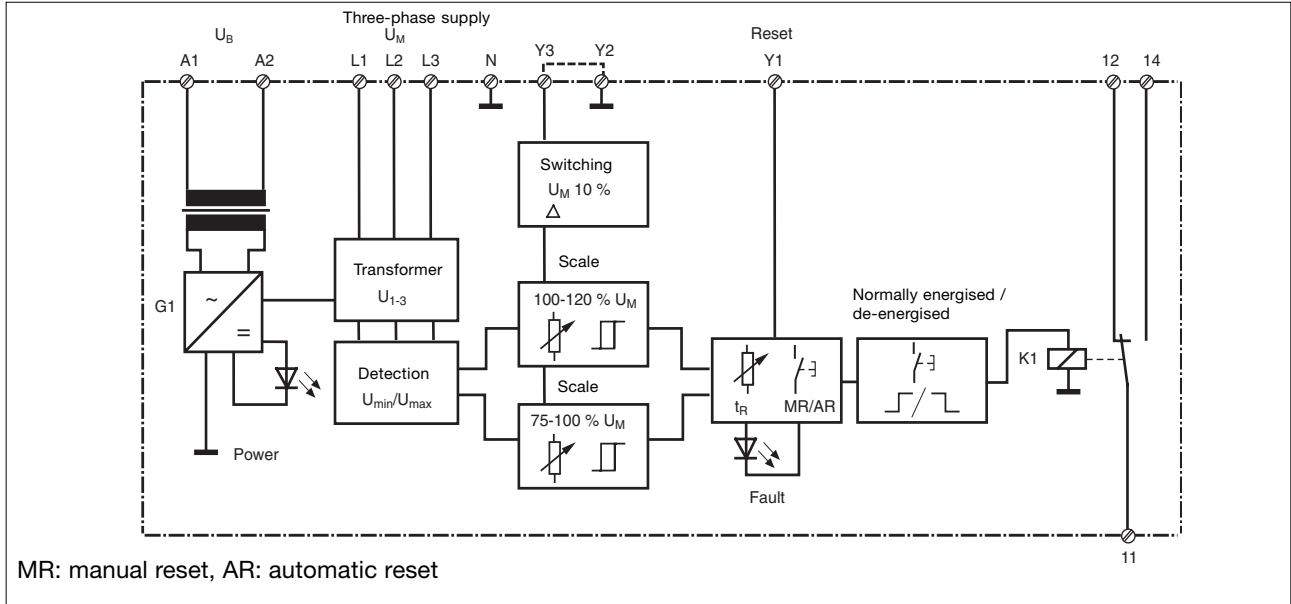 Three-phase supply
U_B U_M Reset
A1 A2 L1 L2 L3 N Y3 Y2 Y1 12 14
Switching
U_M 10 %
Δ
Scale
Transformer
U_1-3
G1
~
=
100-120 % U_M
Normally energised /
de-energised
K1
Detection
U_min/U_max
Scale
75-100 % U_M
t_R MR/AR
Power
Fault
11
MR: manual reset, AR: automatic reset